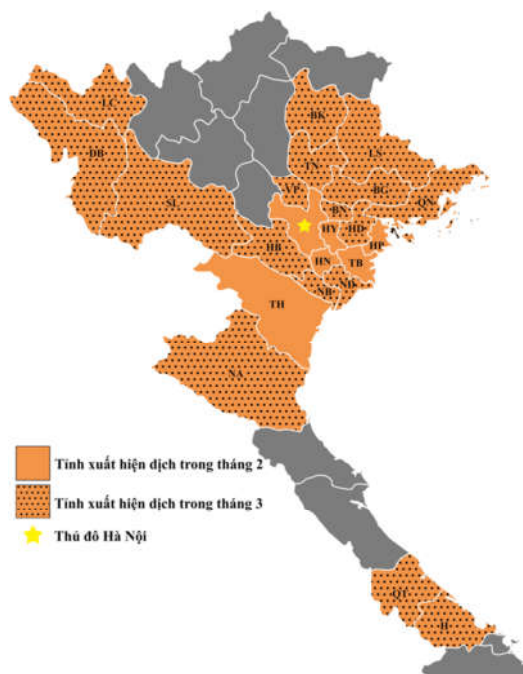 LC
BK
ĐB
TN
LS
VP
BG
SL
BN
QN
HY
HD
HB
HP
HN
TB
NB
NĐ
TH
NA
Tỉnh xuất hiện dịch trong tháng 2
Tỉnh xuất hiện dịch trong tháng 3
Thủ đô Hà Nội
QT
H